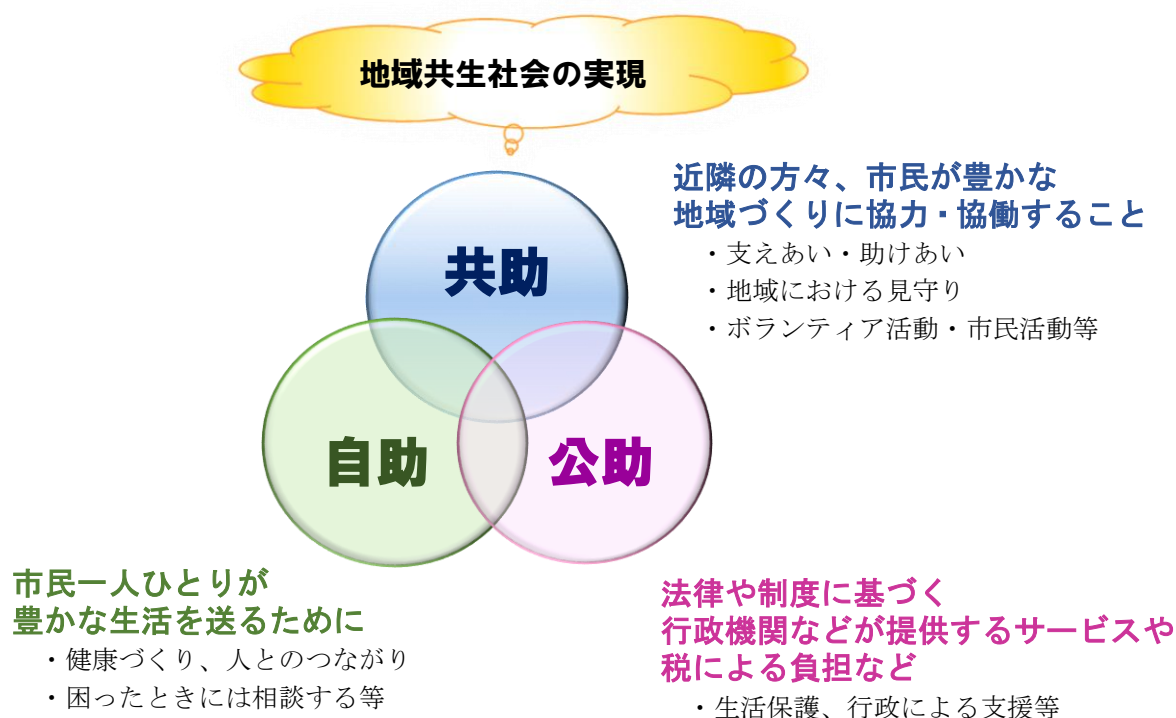 地域共生社会の実現
共助
近隣の方々、市民が豊かな
地域づくりに協力・協働すること
・支えあい・助けあい
・地域における見守り
・ボランティア活動・市民活動等
自助
公助
市民一人ひとりが
豊かな生活を送るために
・健康づくり、人とのつながり
・困ったときには相談する等
法律や制度に基づく
行政機関などが提供するサービスや
税による負担など
・生活保護、行政による支援等